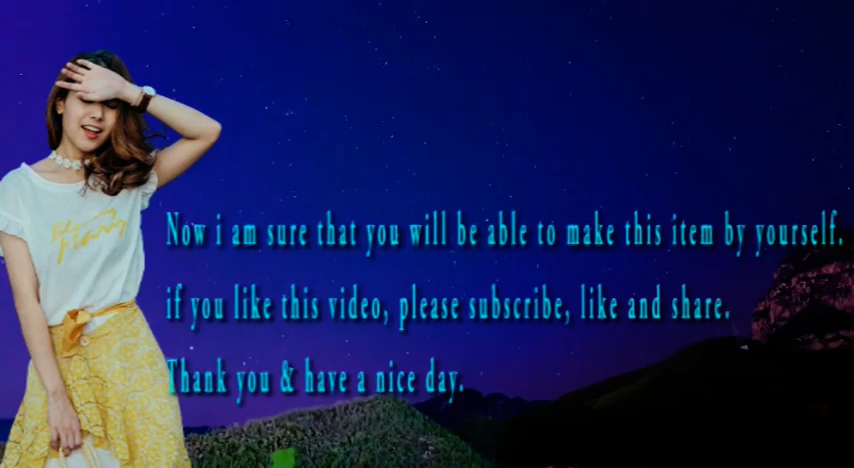 Now i am sure that you will be able to make this item by yourself.
if you like this video, please subscribe, like and share.
Thank you & have a nice day.